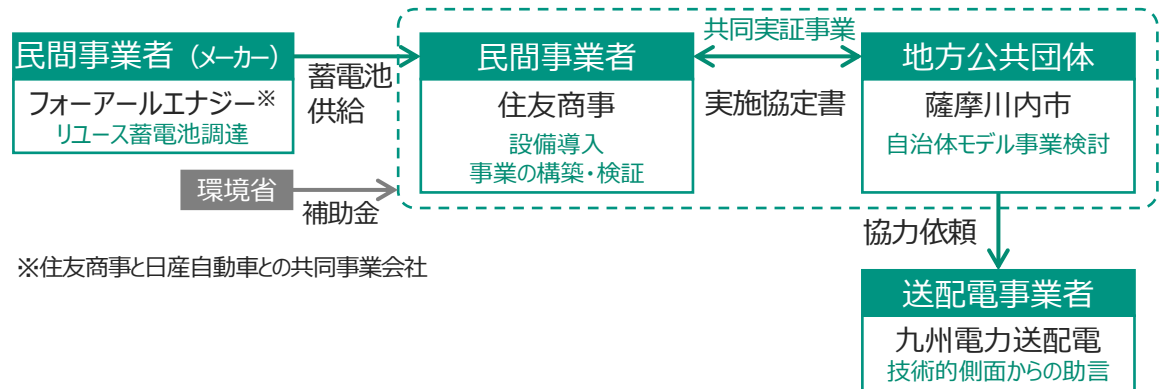 民間事業者（メーカー）
フォーアールエナジー※
リユース蓄電池調達
蓄電池
供給
民間事業者
住友商事
設備導入
事業の構築・検証
共同実証事業
実施協定書
地方公共団体
薩摩川内市
自治体モデル事業検討
環境省
補助金
協力依頼
※住友商事と日産自動車との共同事業会社
送配電事業者
九州電力送配電
技術的側面からの助言